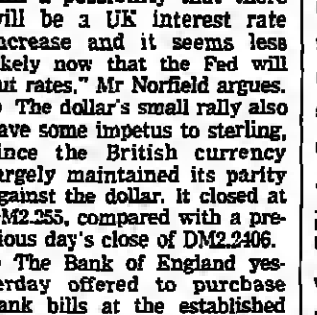 a possibility that there
will be a UK interest rate
increase and it seems less
likely now that the Fed will
cut rates," Mr Norfield argues.
The dollar's small rally also
gave some impetus to sterling,
since the British currency
largely maintained its parity
against the dollar. It closed at
DM2.255, compared with a pre-
vious day's close of DM2.2406.
The Bank of England yes-
terday offered to purchase
bank bills at the established